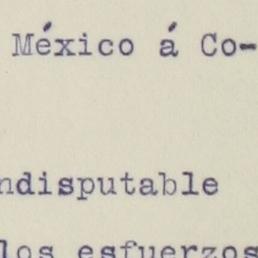 México á Co-
ndisputable
los esfuerzos